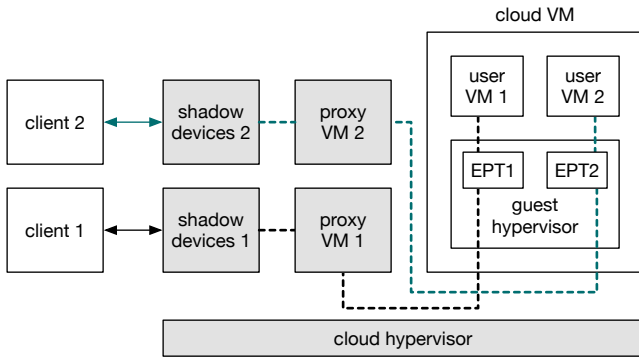 cloud VM
user
VM 1
user
VM 2
client 2
shadow
devices 2
proxy
VM 2
EPT1
EPT2
guest
hypervisor
client 1
shadow
devices 1
proxy
VM 1
cloud hypervisor